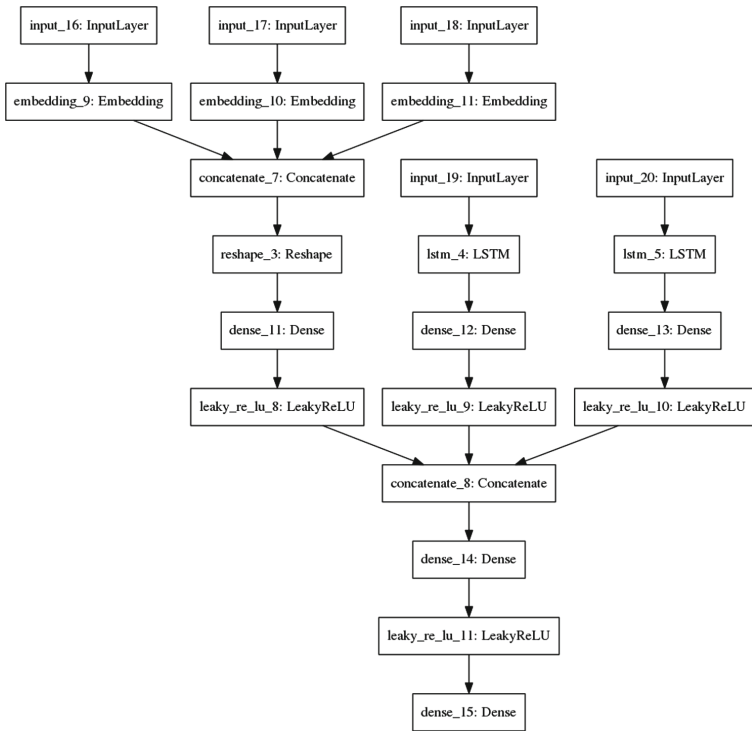 input_16: InputLayer
input_17: InputLayer
input_18: InputLayer
embedding_9: Embedding
embedding_10: Embedding
embedding_11: Embedding
concatenate_7: Concatenate
input_19: InputLayer
input_20: InputLayer
reshape_3: Reshape
lstm_4: LSTM
lstm_5: LSTM
dense_11: Dense
dense_12: Dense
dense_13: Dense
leaky_re_lu_8: LeakyReLU
leaky_re_lu_9: LeakyReLU
leaky_re_lu_10: LeakyReLU
concatenate_8: Concatenate
dense_14: Dense
leaky_re_lu_11: LeakyReLU
dense_15: Dense